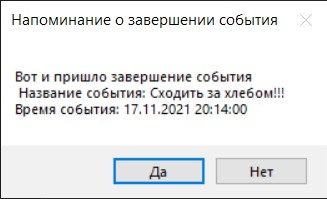 Напоминание о завершении события
Вот и пришло завершение события
Название события: Сходить за хлебом!!!
Время события: 17.11.2021 20:14:00
Да
Нет